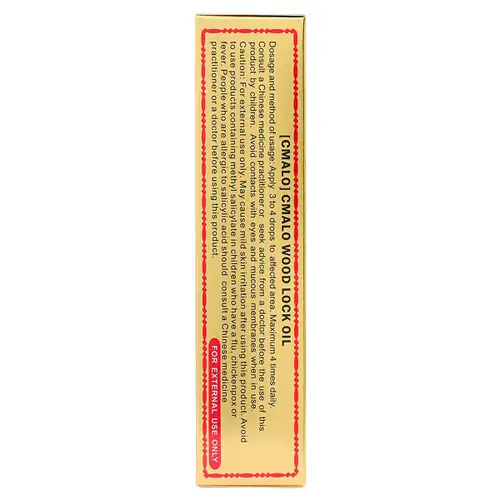 [CMALO] CMALO WOOD LOCK OIL
Dosage and method of usage: Apply 3 to 4 drops to affected area. Maximum 4 times daily.
Consult a Chinese medicine practitioner or seek advice from a doctor before the use of this
product by children. Avoid contacts with eyes and mucous membranes when in use.
Caution: For external use only. May cause mild skin irritation after using this product. Avoid
to use products containing methyl salicylate in children who have a flu, chickenpox or
fever. People who are allergic to salicylic acid should consult a Chinese medicine
practitioner or a doctor before using this product.
FOR EXTERNAL USE ONLY